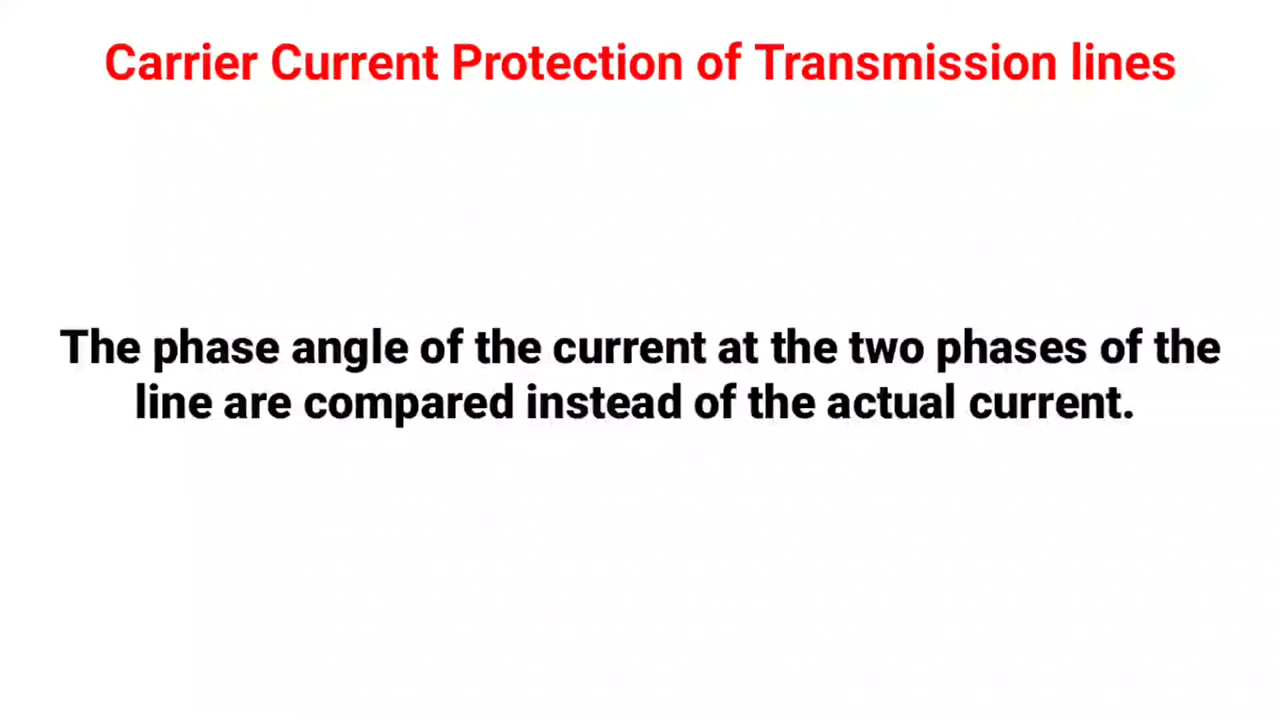 Carrier Current Protection of Transmission lines
The phase angle of the current at the two phases of the
line are compared instead of the actual current.